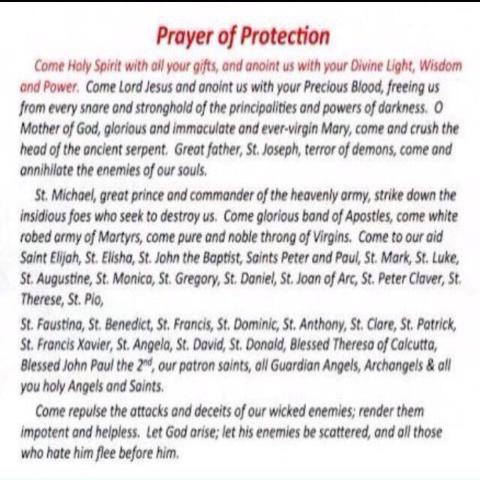 Prayer of Protection
Come Holy Spirit with all your gifts, and anoint us with your Divine Light, Wisdom
and Power. Come Lord Jesus and anoint us with your Precious Blood, freeing us
from every snare and stronghold of the principalities and powers of darkness. O
Mother of God, glorious and immaculate and ever-virgin Mary, come and crush the
head of the ancient serpent. Great father, St. Joseph, terror of demons, come and
annihilate the enemies of our souls.
St. Michael, great prince and commander of the heavenly army, strike down the
insidious foes who seek to destroy us. Come glorious band of Apostles, come white
robed army of Martyrs, come pure and noble throng of Virgins. Come to our aid
Saint Elijah, St. Elisha, St. John the Baptist, Saints Peter and Paul, St. Mark, St. Luke,
St. Augustine, St. Monica, St. Gregory, St. Daniel, St. Joan of Arc, St. Peter Claver, St.
Therese, St. Pio,
St. Faustina, St. Benedict, St. Francis, St. Dominic, St. Anthony, St. Clare, St. Patrick,
St. Francis Xavier, St. Angela, St. David, St. Donald, Blessed Theresa of Calcutta,
Blessed John Paul the 2nd, our patron saints, all Guardian Angels, Archangels & all
you holy Angels and Saints.
Come repulse the attacks and deceits of our wicked enemies; render them
impotent and helpless. Let God arise; let his enemies be scattered, and all those
who hate him flee before him.